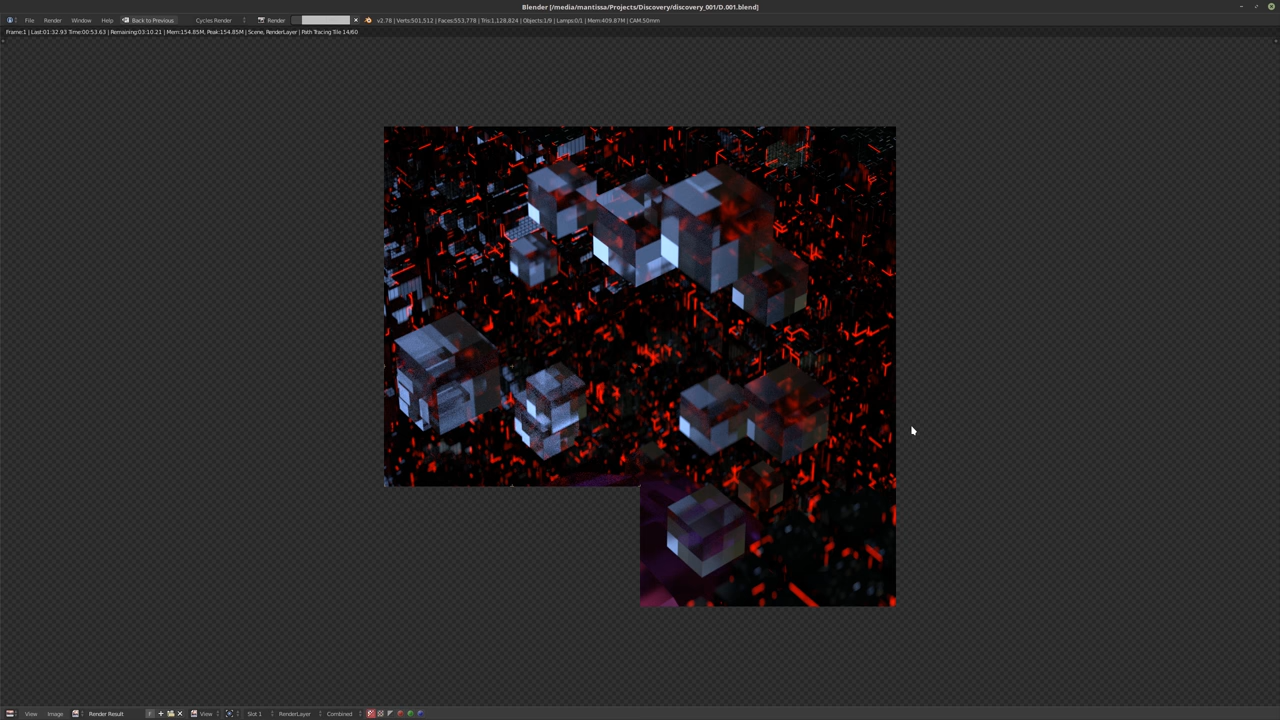 Blender [/media/mantissa/Projects/Discovery/discovery_001/D.001.blend]
File Render Window Help Back to Previous Cycles Render Render v2.78 | Verts:501,512 | Faces:553,778 | Tris:1,128,824 | Objects:1/9 | Lamps:0/1 | Mem:409.87M | CAM.50mm
Frame:1 | Last:01:32.93 Time:00:53.63 | Remaining:03:10.21 | Mem:154.85M, Peak:154.85M | Scene, RenderLayer | Path Tracing Tile 14/60
View Image Render Result F View Slot 1 RenderLayer Combined